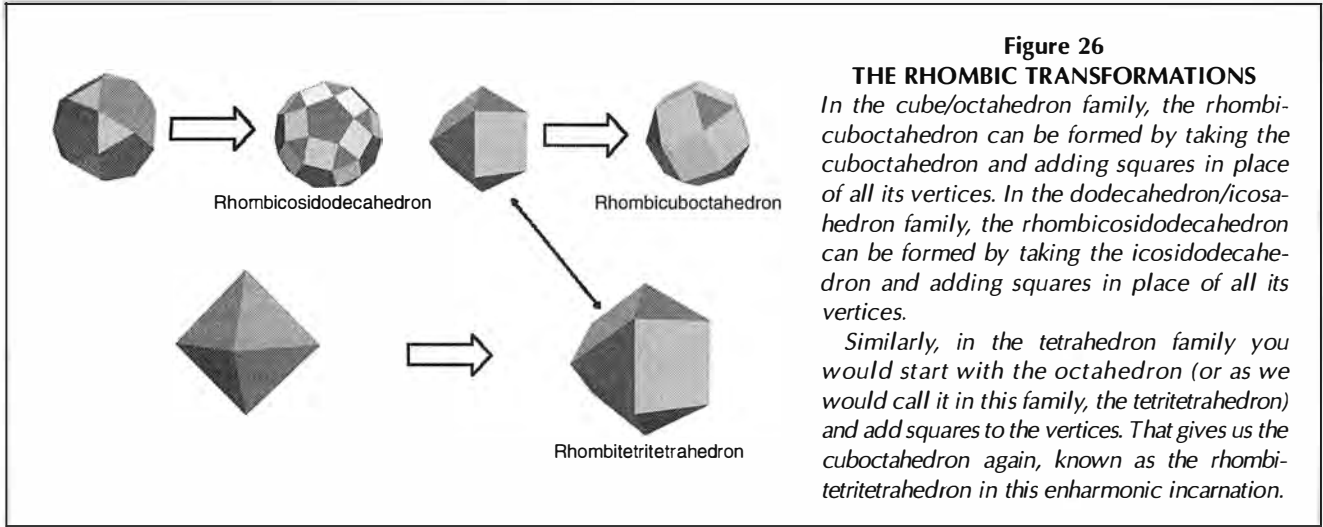 Figure 26
THE RHOMBIC TRANSFORMATIONS
In the cube/octahedron family, the rhombi-
cuboctahedron can be formed by taking the
cuboctahedron and adding squares in place
of all its vertices. In the dodecahedron/icosa-
hedron family, the rhombicosidodecahedron
can be formed by taking the icosidodecahe-
dron and adding squares in place of all its
vertices.
Similarly, in the tetrahedron family you
would start with the octahedron (or as we
would call it in this family, the tetritetrahedron)
and add squares to the vertices. That gives us the
cuboctahedron again, known as the rhombi-
tetritetrahedron in this enharmonic incarnation.
Rhombicosidodecahedron
Rhombicuboctahedron
Rhombitetritetrahedron